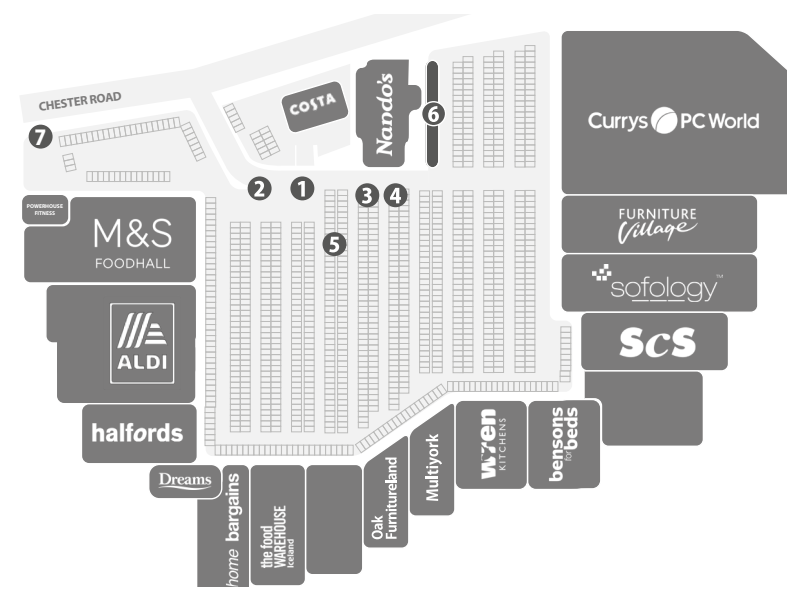 CHESTER ROAD
COSTA
Nando's
Currys PC World
7
6
2
1
3
4
5
POWERHOUSE
FITNESS
M&S
FOODHALL
FURNITURE
Village
sofology™
ScS
ALDI
halfords
Dreams
home bargains
the food
WAREHOUSE
Iceland
Oak
Furnitureland
Multiyork
wren
KITCHENS
bensons
for beds